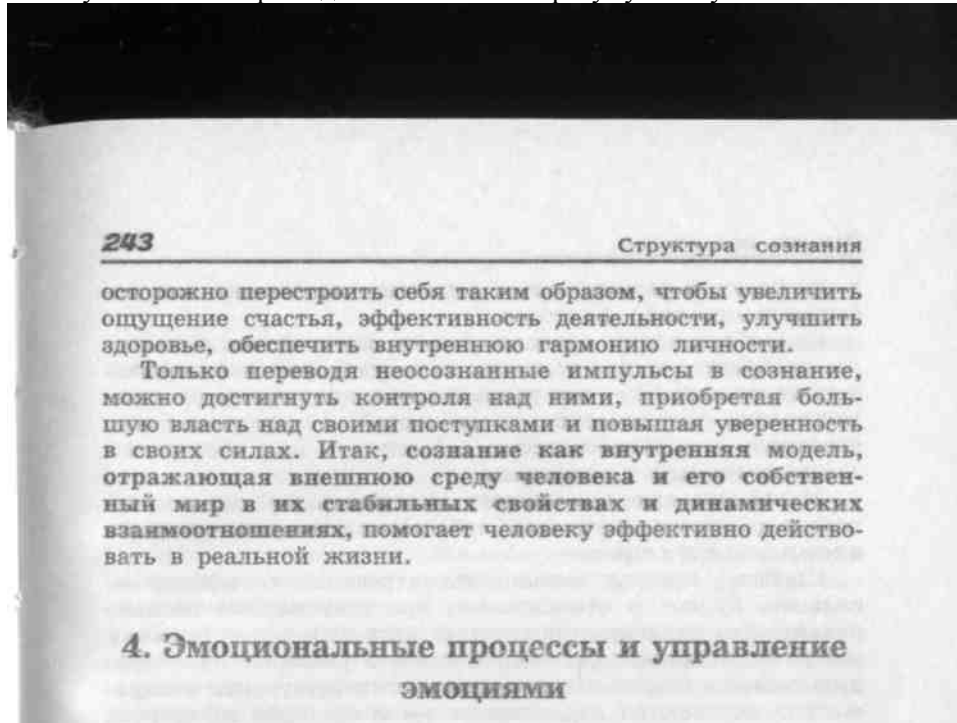 243 Структура сознания
осторожно перестроить себя таким образом, чтобы увеличить
ощущение счастья, эффективность деятельности, улучшить
здоровье, обеспечить внутреннюю гармонию личности.
Только переводя неосознанные импульсы в сознание,
можно достигнуть контроля над ними, приобретая боль-
шую власть над своими поступками и повышая уверенность
в своих силах. Итак, сознание как внутренняя модель,
отражающая внешнюю среду человека и его собствен-
ный мир в их стабильных свойствах и динамических
взаимоотношениях, помогает человеку эффективно действо-
вать в реальной жизни.
4. Эмоциональные процессы и управление
эмоциями